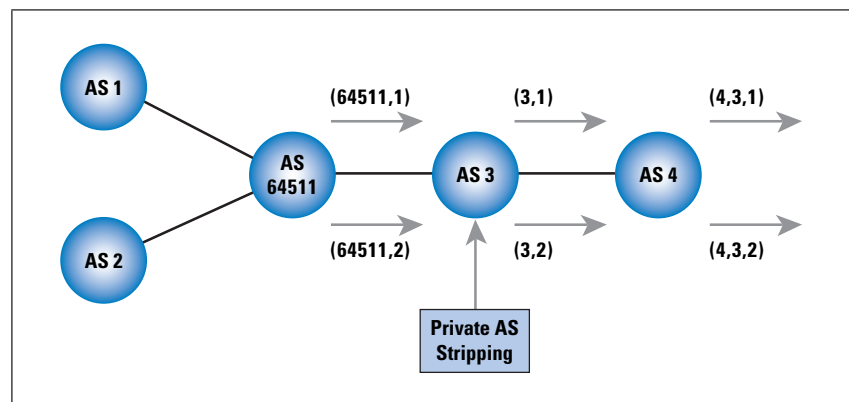 AS 1
(64511,1)
(3,1)
(4,3,1)
AS
64511
AS 3
AS 4
AS 2
(64511,2)
(3,2)
(4,3,2)
Private AS
Stripping